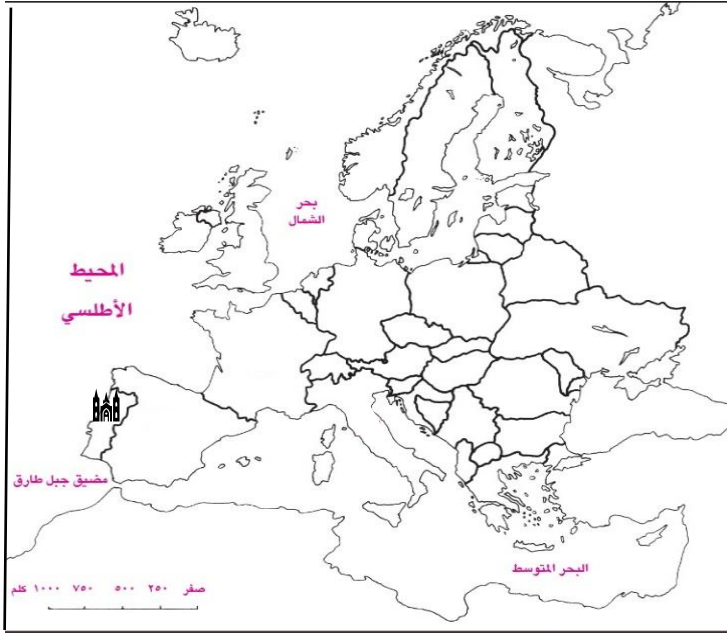 بحر
الشمال
المحيط
الأطلسي
مضيق جبل طارق
البحر المتوسط
صفر ٢٥٠ ٥٠٠ ٧٥٠ ١٠٠٠ كلم